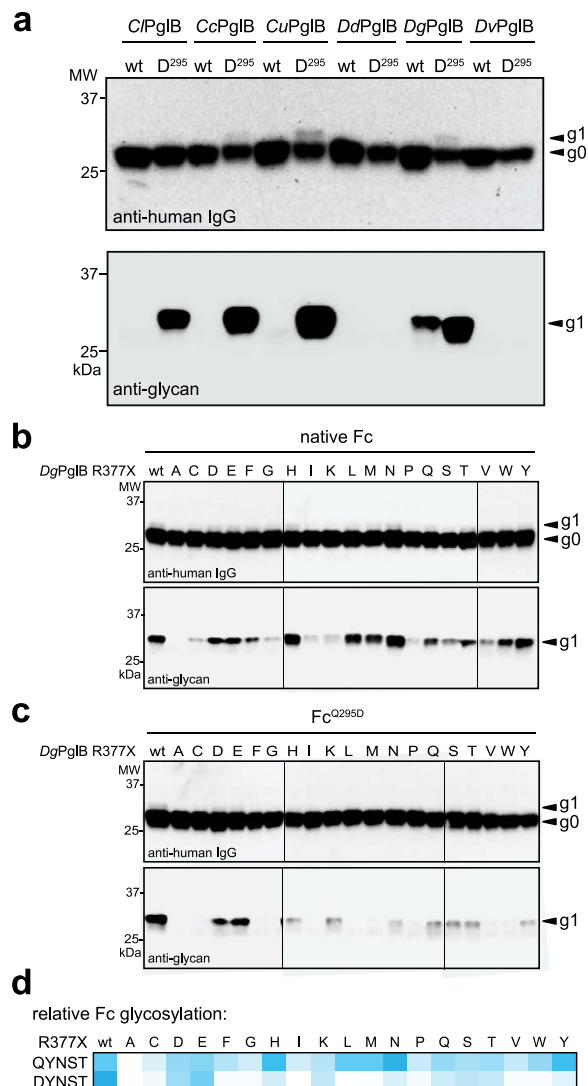 a
ClPglB CcPglB CuPglB DdPglB DgPglB DvPglB
MW wt D295 wt D295 wt D295 wt D295 wt D295 wt D295
37
g1
g0
25
anti-human IgG
37
g1
25
kDa
anti-glycan
b
native Fc
DgPglB R377X wt A C D E F G H I K L M N P Q S T V W Y
MW
37
g1
g0
25
anti-human IgG
37
g1
25
kDa
anti-glycan
c
FcQ295D
DgPglB R377X wt A C D E F G H I K L M N P Q S T V W Y
MW
37
g1
g0
25
anti-human IgG
37
g1
25
kDa
anti-glycan
d
relative Fc glycosylation:
R377X wt A C D E F G H I K L M N P Q S T V W Y
QYNST
DYNST